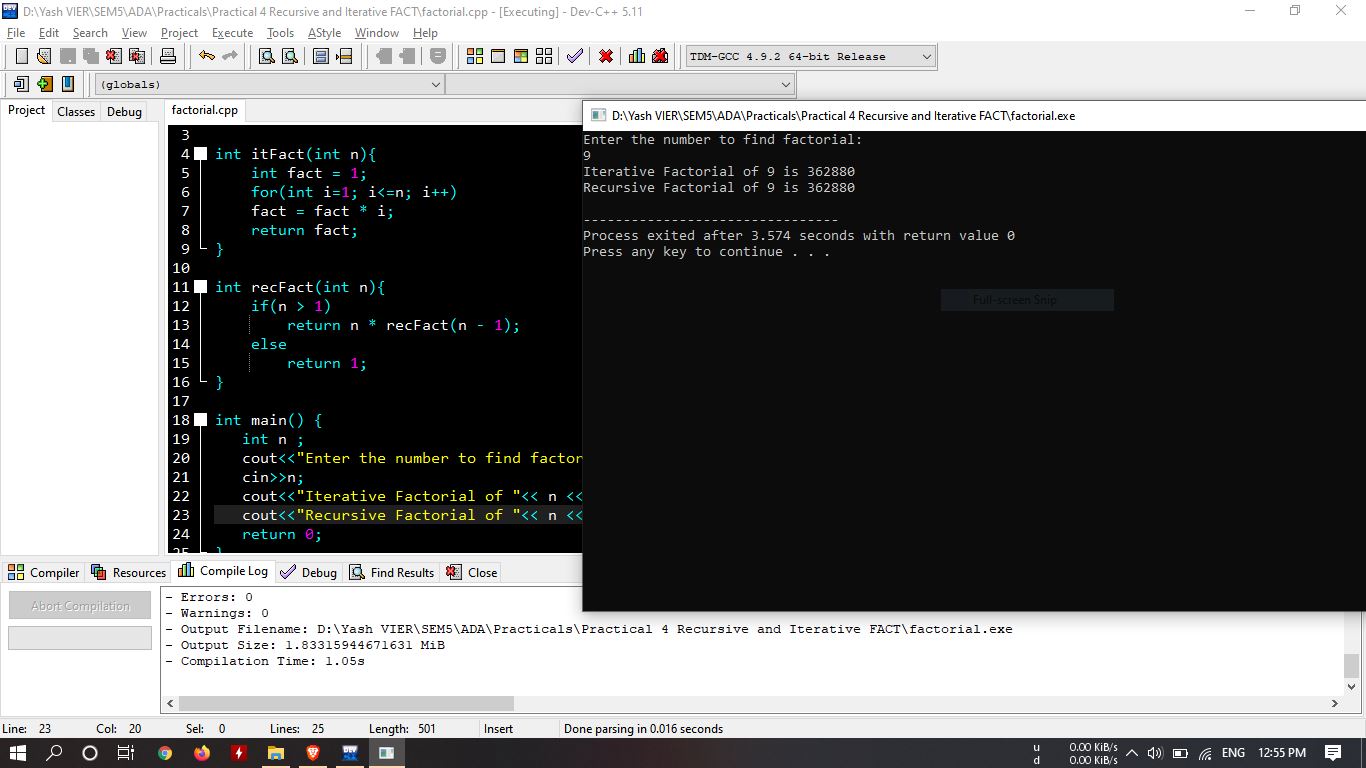 D:\Yash VIER\SEM5\ADA\Practicals\Practical 4 Recursive and Iterative FACT\factorial.cpp - [Executing] - Dev-C++ 5.11
File Edit Search View Project Execute Tools AStyle Window Help
TDM-GCC 4.9.2 64-bit Release
(globals)
Project Classes Debug
factorial.cpp
3
4 int itFact(int n){
5 int fact = 1;
6 for(int i=1; i<=n; i++)
7 fact = fact * i;
8 return fact;
9 }
10
11 int recFact(int n){
12 if(n > 1)
13 return n * recFact(n - 1);
14 else
15 return 1;
16 }
17
18 int main() {
19 int n ;
20 cout<<"Enter the number to find factor
21 cin>>n;
22 cout<<"Iterative Factorial of "<< n <<
23 cout<<"Recursive Factorial of "<< n <<
24 return 0;
25 }
D:\Yash VIER\SEM5\ADA\Practicals\Practical 4 Recursive and Iterative FACT\factorial.exe
Enter the number to find factorial:
9
Iterative Factorial of 9 is 362880
Recursive Factorial of 9 is 362880
--------------------------------
Process exited after 3.574 seconds with return value 0
Press any key to continue . . .
Full-screen Snip
Compiler Resources Compile Log Debug Find Results Close
Abort Compilation
- Errors: 0
- Warnings: 0
- Output Filename: D:\Yash VIER\SEM5\ADA\Practicals\Practical 4 Recursive and Iterative FACT\factorial.exe
- Output Size: 1.83315944671631 MiB
- Compilation Time: 1.05s
Line: 23 Col: 20 Sel: 0 Lines: 25 Length: 501 Insert Done parsing in 0.016 seconds
DEV
u 0.00 KiB/s
d 0.00 KiB/s
ENG 12:55 PM